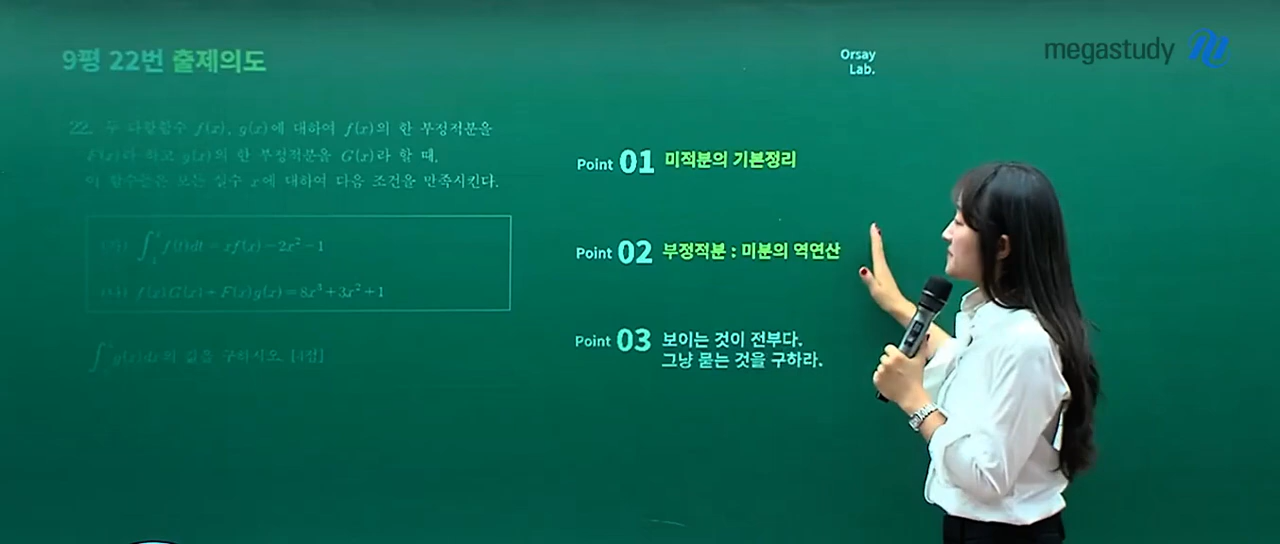 9평 22번 출제의도
Orsay
Lab.
megastudy
22. 두 다항함수 f(x), g(x)에 대하여 f(x)의 한 부정적분을
F(x)라 하고 g(x)의 한 부정적분을 G(x)라 할 때,
이 함수들은 모든 실수 x에 대하여 다음 조건을 만족시킨다.
(가) ∫₁ˣ f(t)dt = xf(x) − 2x² − 1
(나) f(x)G(x) + F(x)g(x) = 8x³ + 3x² + 1
g(x)dx의 값을 구하시오. [4점]
Point 01 미적분의 기본정리
Point 02 부정적분 : 미분의 역연산
Point 03 보이는 것이 전부다.
그냥 묻는 것을 구하라.